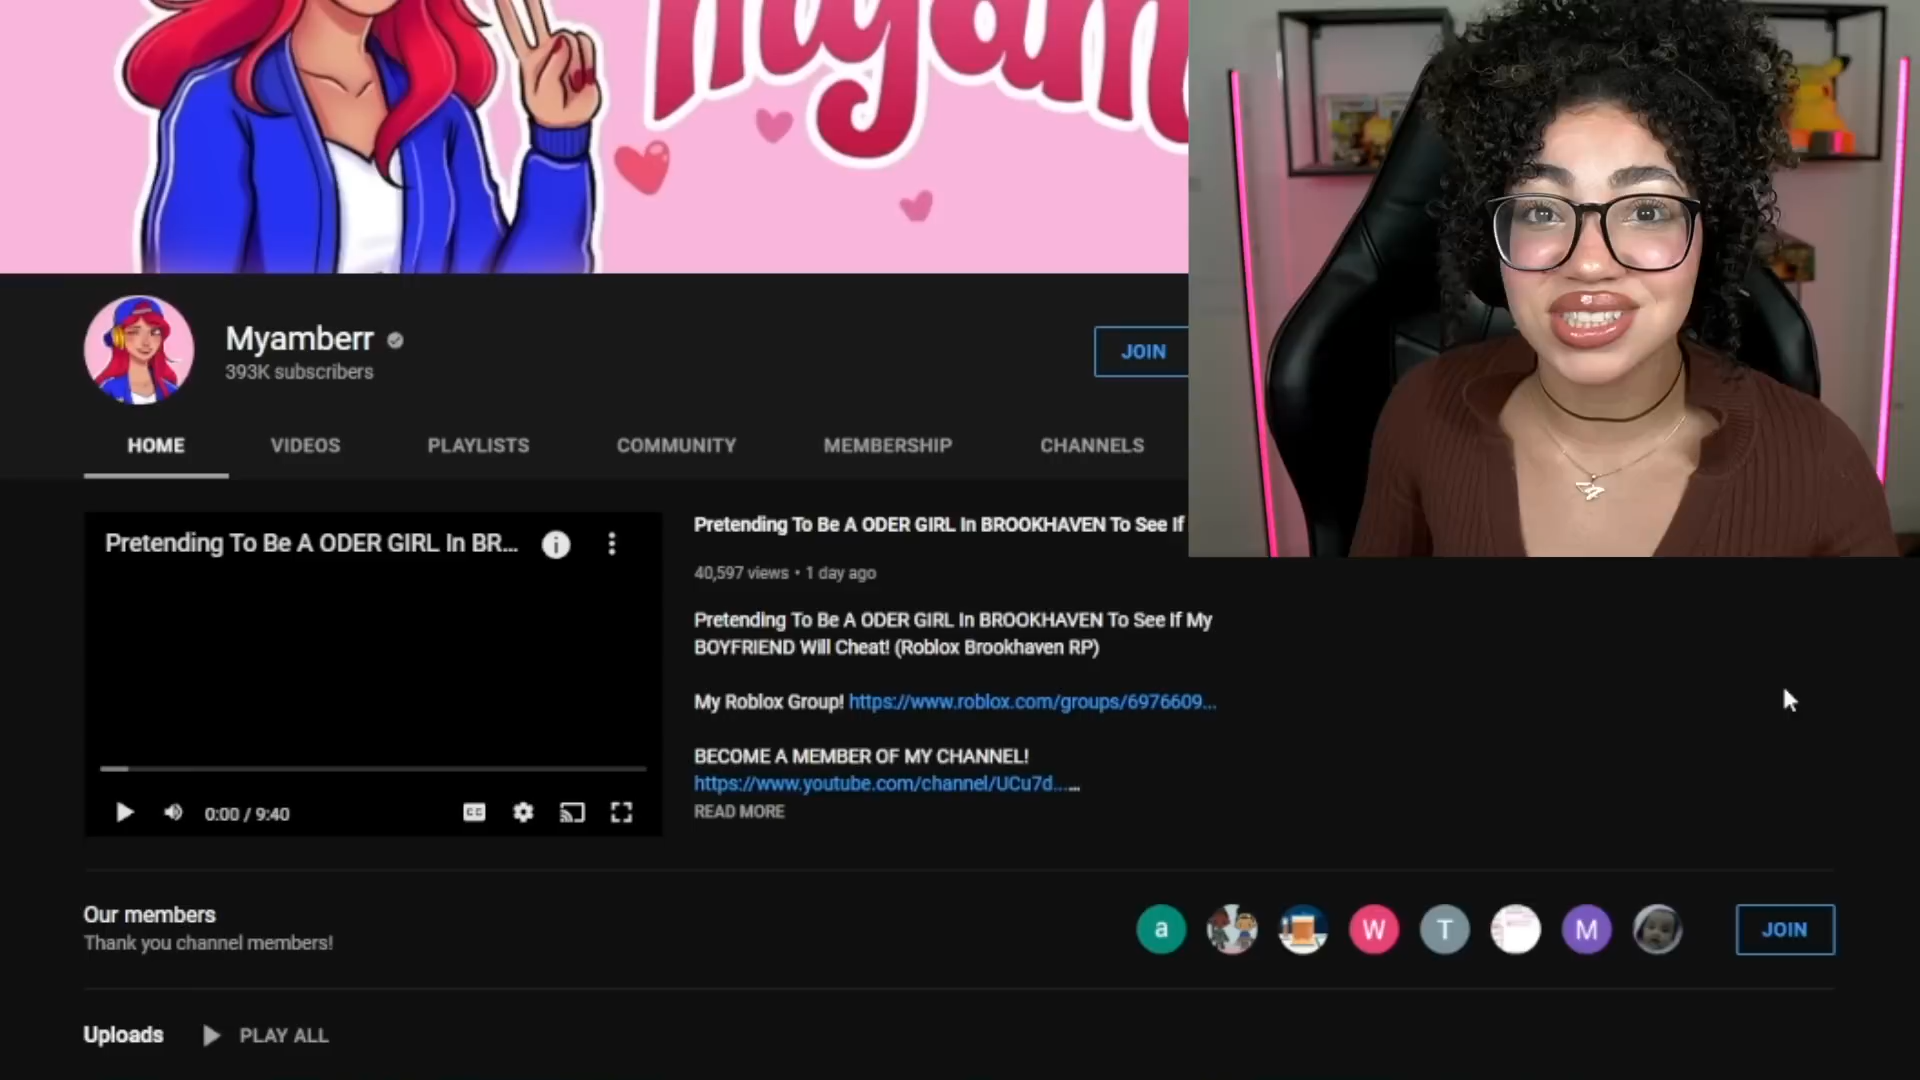 myam
Myamberr
393K subscribers
JOIN
HOME
VIDEOS
PLAYLISTS
COMMUNITY
MEMBERSHIP
CHANNELS
Pretending To Be A ODER GIRL In BR...
0:00 / 9:40
Pretending To Be A ODER GIRL In BROOKHAVEN To See If
40,597 views • 1 day ago
Pretending To Be A ODER GIRL In BROOKHAVEN To See If My
BOYFRIEND Will Cheat! (Roblox Brookhaven RP)
My Roblox Group! https://www.roblox.com/groups/6976609...
BECOME A MEMBER OF MY CHANNEL!
https://www.youtube.com/channel/UCu7d......
READ MORE
Our members
Thank you channel members!
a
W
T
M
JOIN
Uploads
PLAY ALL